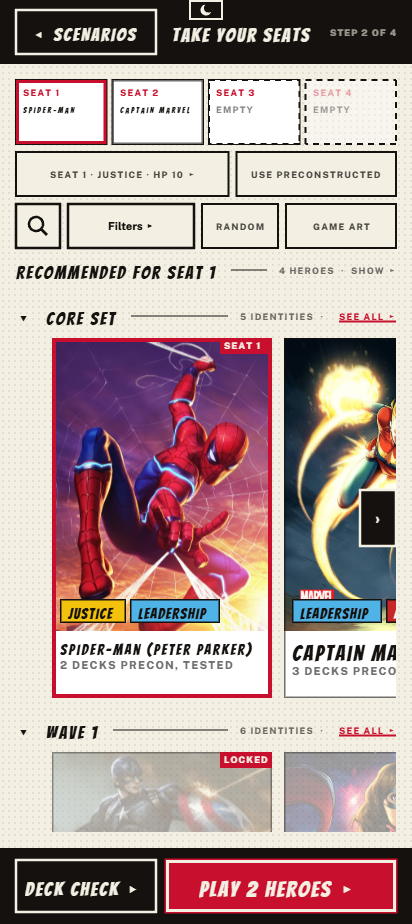 ◂ SCENARIOS
TAKE YOUR SEATS
STEP 2 OF 4
SEAT 1
SPIDER-MAN
SEAT 2
CAPTAIN MARVEL
SEAT 3
EMPTY
SEAT 4
EMPTY
SEAT 1 · JUSTICE · HP 10 ▸
USE PRECONSTRUCTED
Filters ▸
RANDOM
GAME ART
RECOMMENDED FOR SEAT 1
4 HEROES · SHOW ▸
▾ CORE SET
5 IDENTITIES ·
SEE ALL ▸
SEAT 1
MARVEL
JUSTICE
LEADERSHIP
LEADERSHIP
SPIDER-MAN (PETER PARKER)
2 DECKS PRECON, TESTED
CAPTAIN MA
3 DECKS PRECO
›
▾ WAVE 1
6 IDENTITIES ·
SEE ALL ▸
LOCKED
DECK CHECK ▸
PLAY 2 HEROES ▸